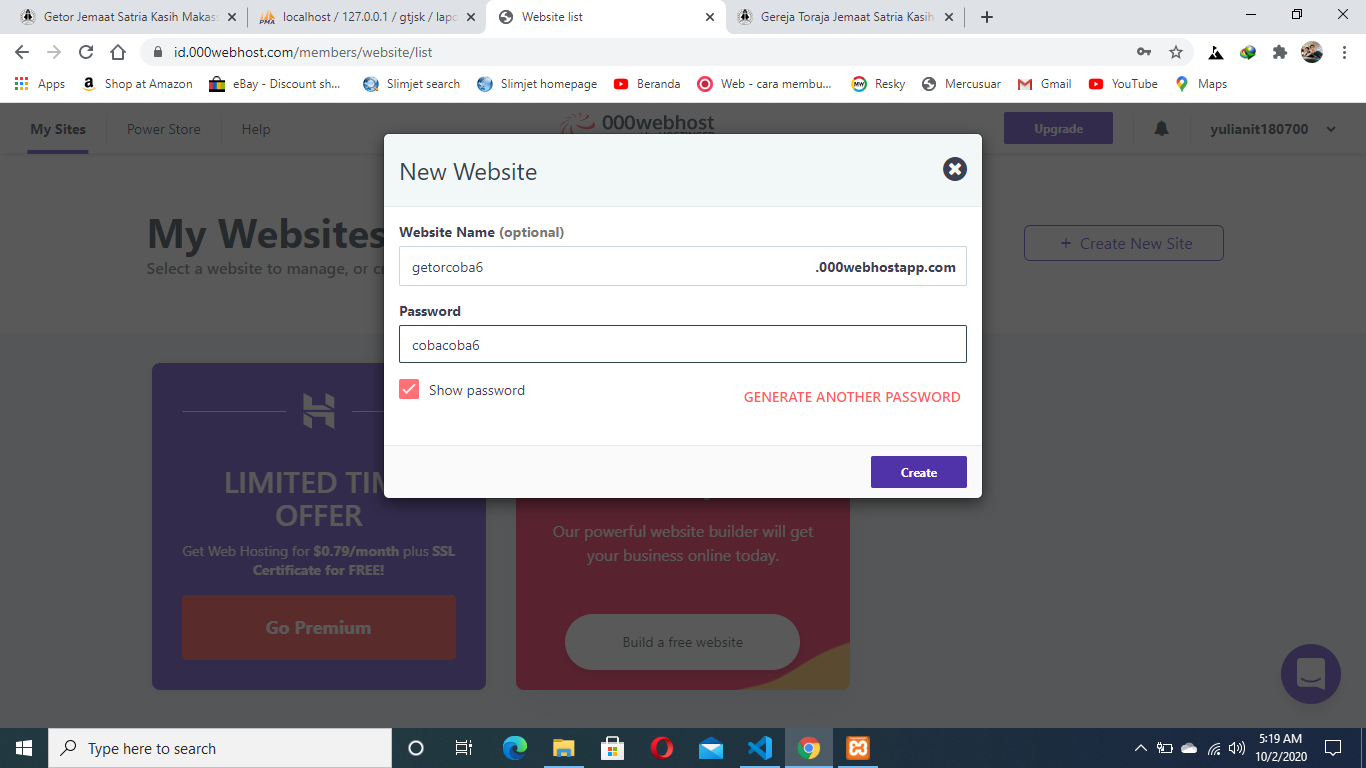 Getor Jemaat Satria Kasih Makas
localhost / 127.0.0.1 / gtjsk / lapo
Website list
Gereja Toraja Jemaat Satria Kasih
id.000webhost.com/members/website/list
Apps
Shop at Amazon
eBay - Discount sh...
Slimjet search
Slimjet homepage
Beranda
Web - cara membu...
Resky
Mercusuar
Gmail
YouTube
Maps
My Sites
Power Store
Help
000webhost
Upgrade
yulianit180700
New Website
Website Name (optional)
getorcoba6
.000webhostapp.com
Password
cobacoba6
Show password
GENERATE ANOTHER PASSWORD
Create
My Websites
Select a website to manage, or cr
+ Create New Site
LIMITED TIM
OFFER
Get Web Hosting for $0.79/month plus SSL
Certificate for FREE!
Go Premium
Our powerful website builder will get
your business online today.
Build a free website
Type here to search
5:19 AM
10/2/2020